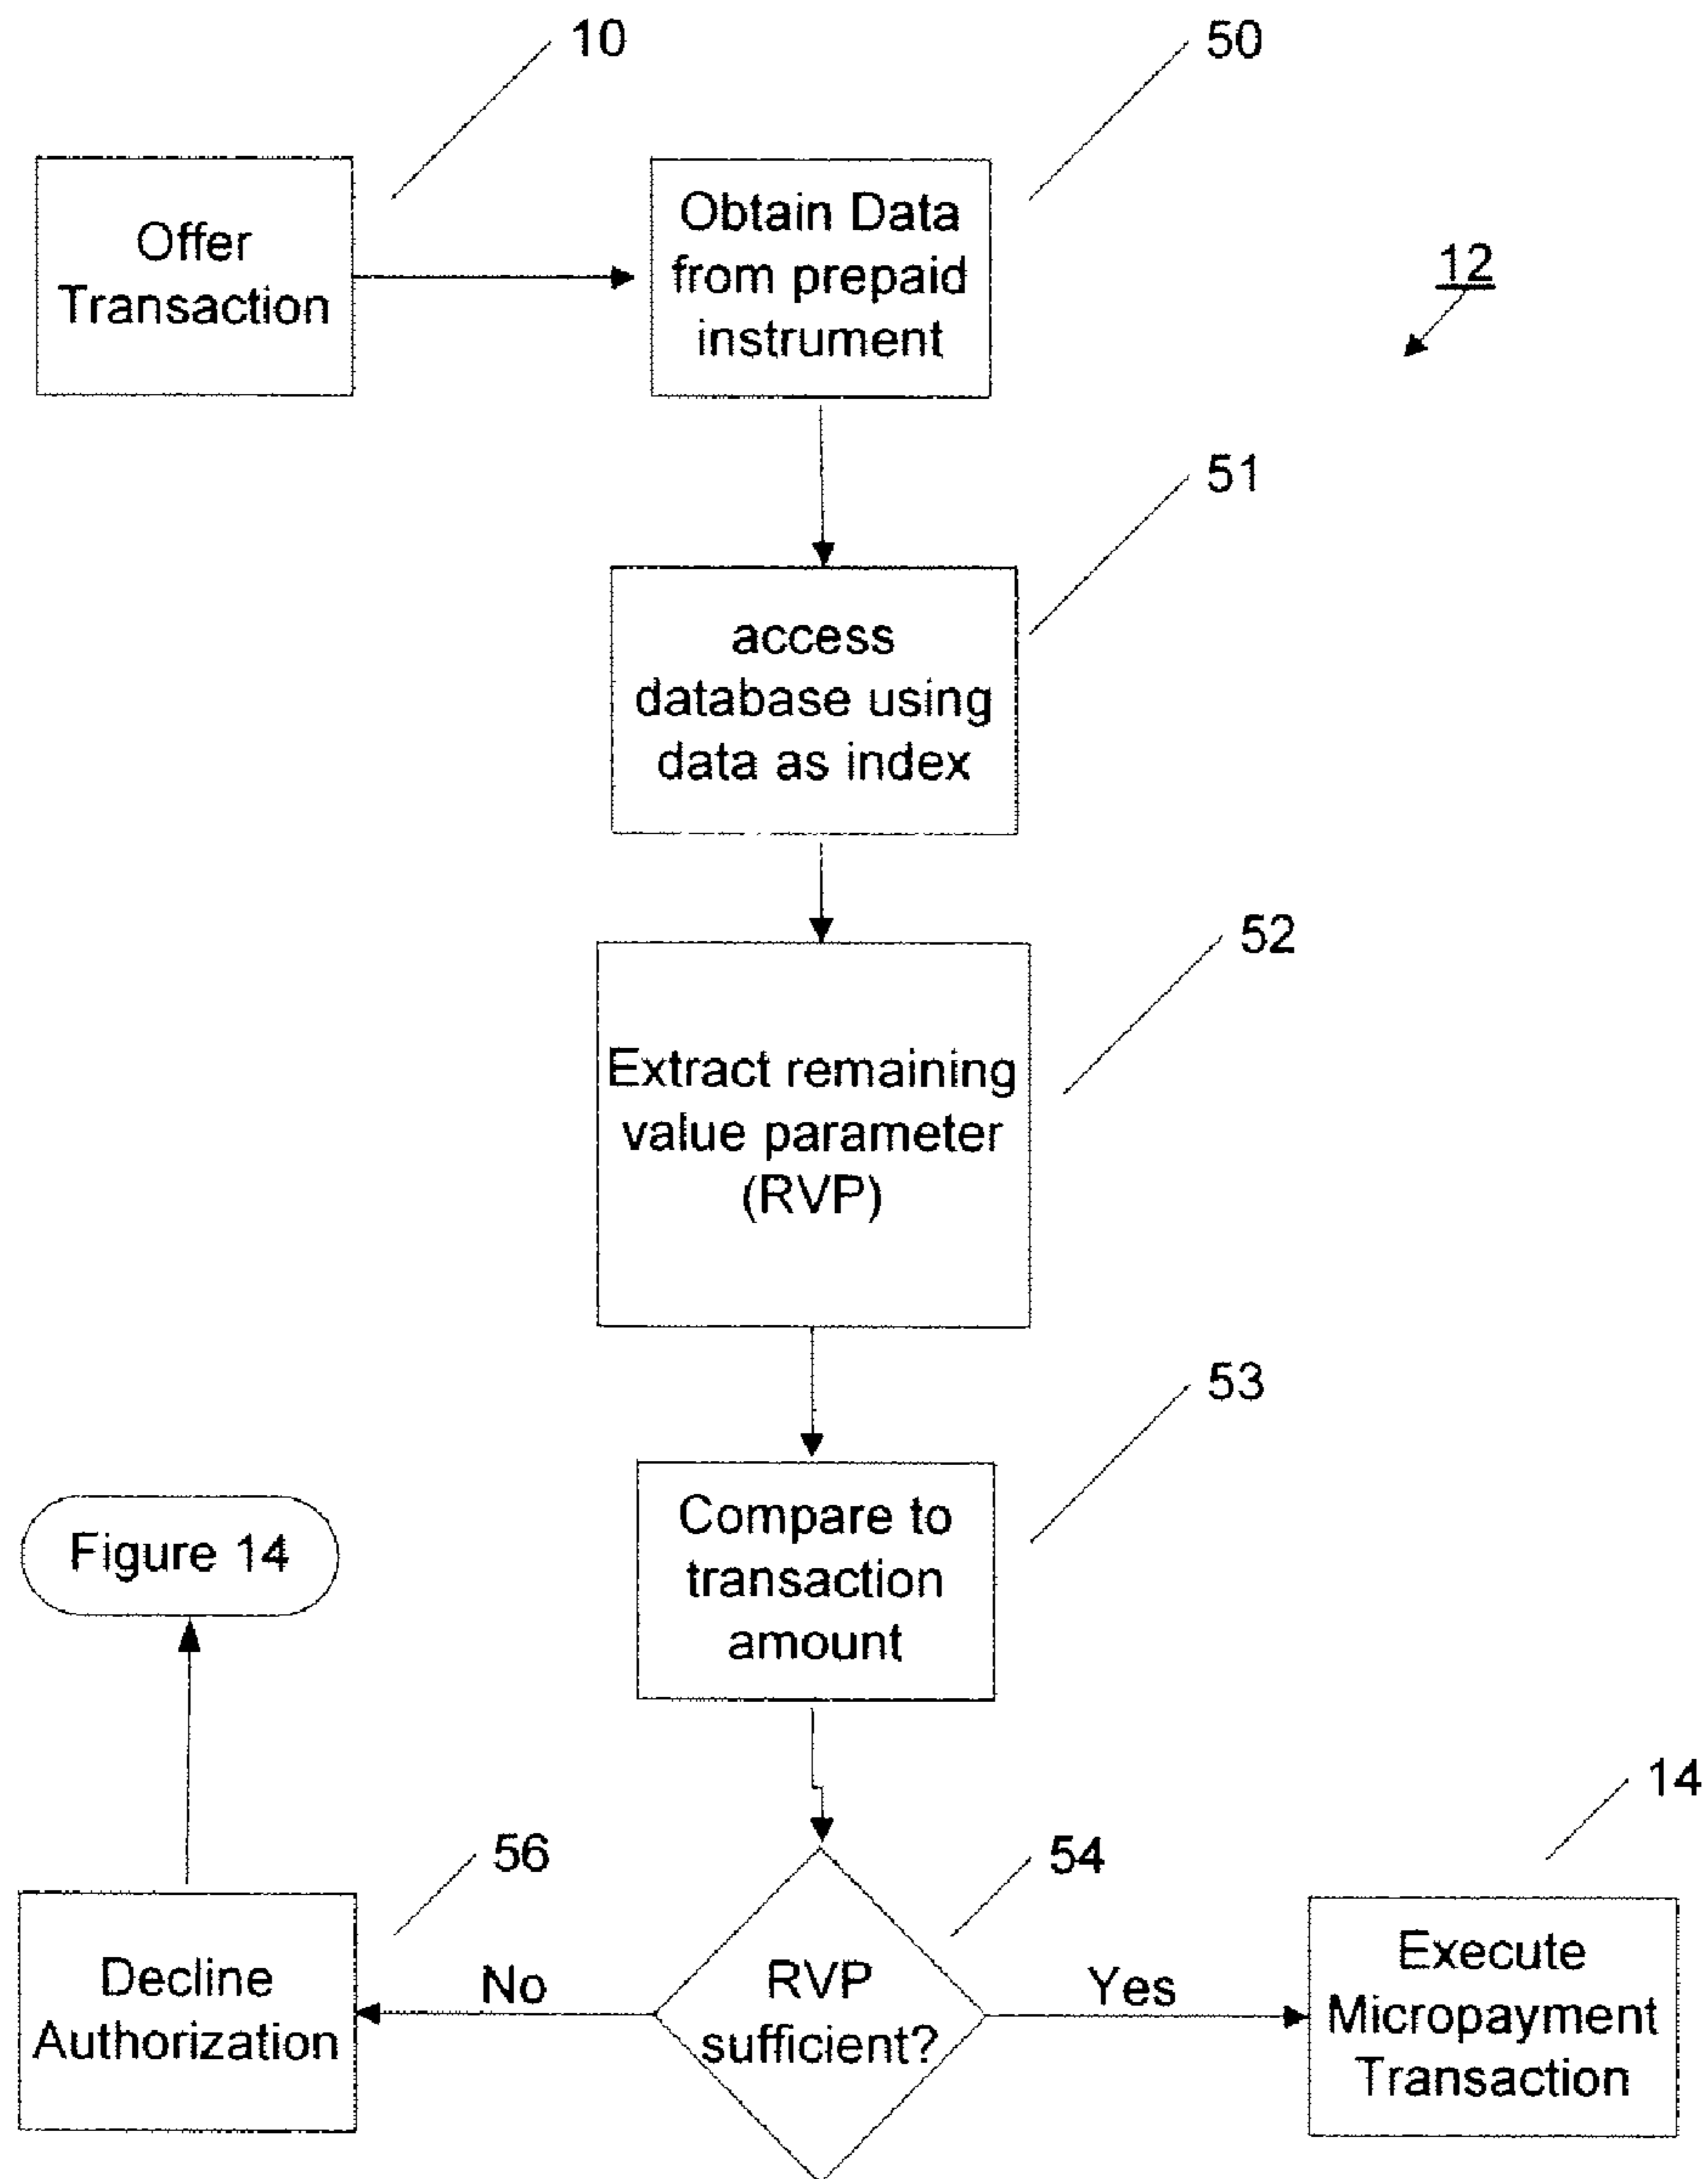 10
50
Offer
Transaction
Obtain Data
from prepaid
instrument
12
51
access
database using
data as index
52
Extract remaining
value parameter
(RVP)
53
Compare to
transaction
amount
Figure 14
14
56
54
Decline
Authorization
No
RVP
sufficient?
Yes
Execute
Micropayment
Transaction